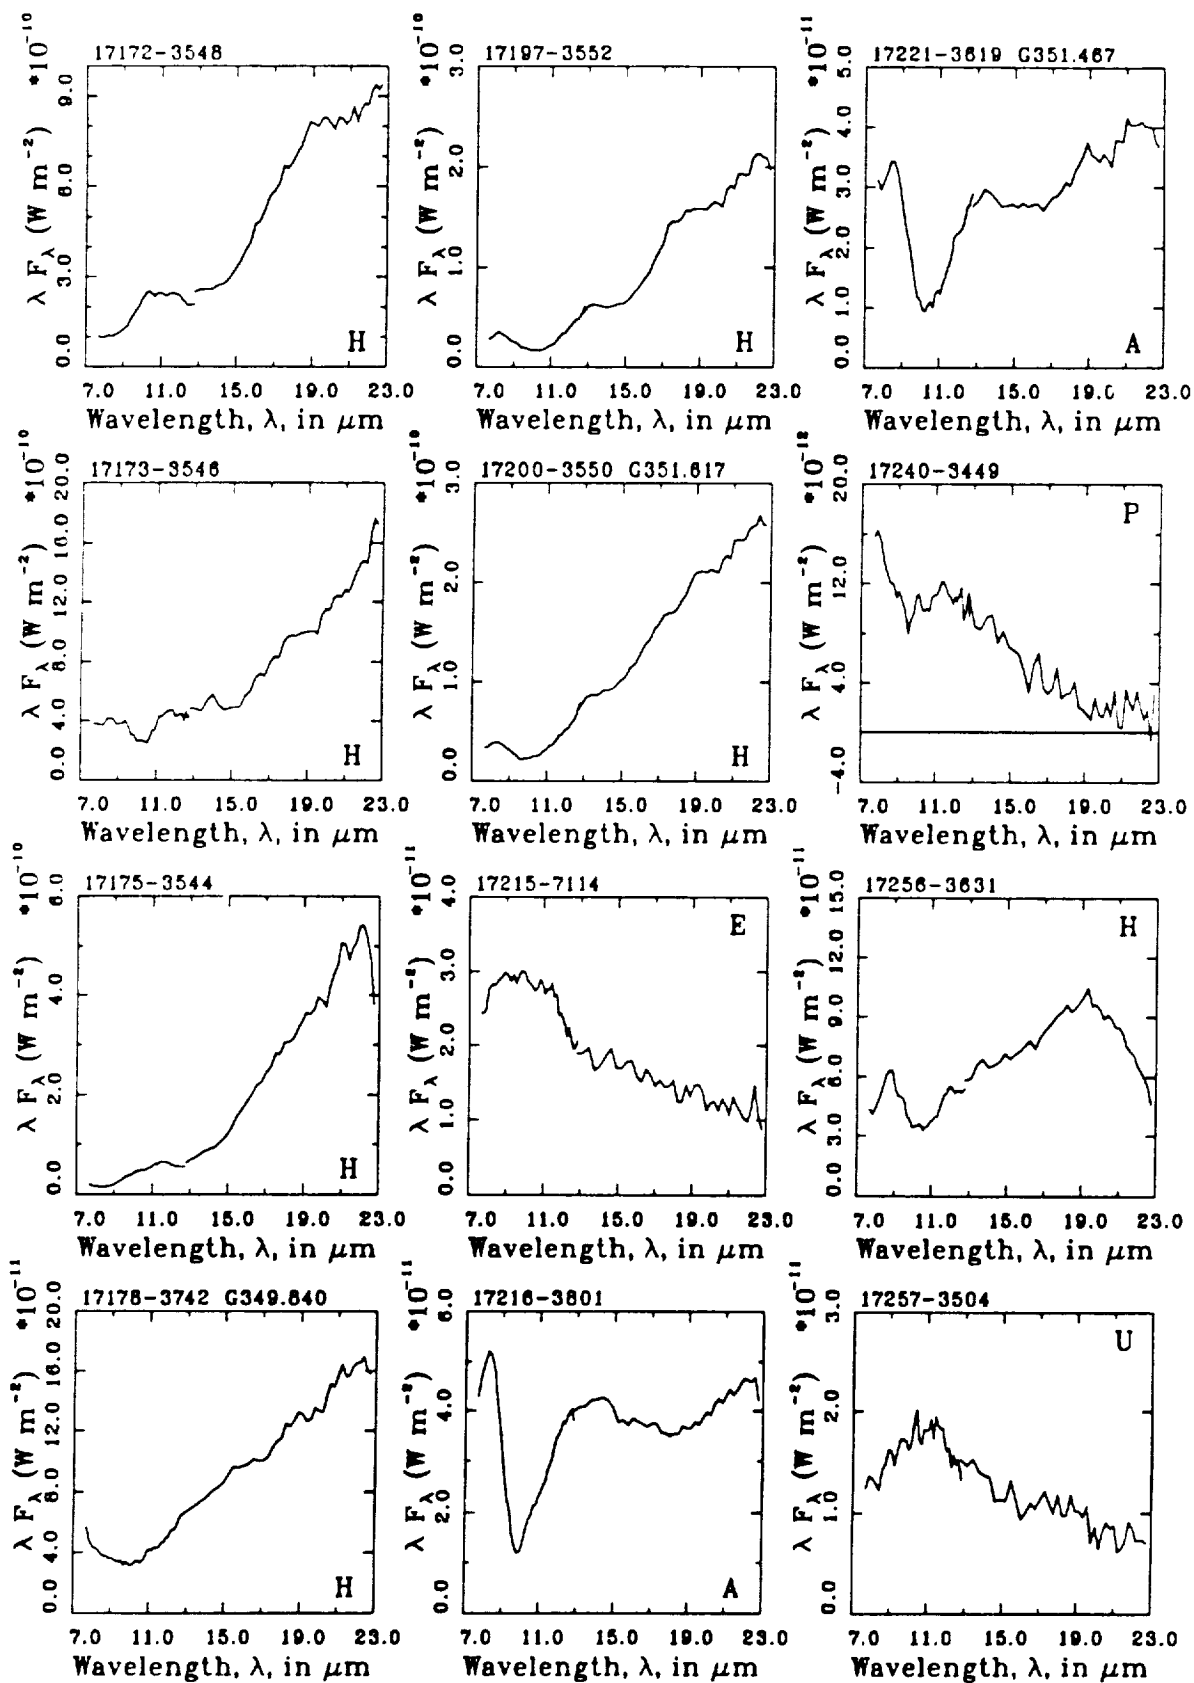 17172-3548
*10^-10
λ F_λ (W m^-2)
0.0 3.0 6.0 9.0
H
7.0 11.0 15.0 19.0 23.0
Wavelength, λ, in μm
17197-3552
*10^-10
λ F_λ (W m^-2)
0.0 1.0 2.0 3.0
H
7.0 11.0 15.0 19.0 23.0
Wavelength, λ, in μm
17221-3619 G351.467
*10^-11
λ F_λ (W m^-2)
0.0 1.0 2.0 3.0 4.0 5.0
A
7.0 11.0 15.0 19.0 23.0
Wavelength, λ, in μm
17173-3546
*10^-10
λ F_λ (W m^-2)
0.0 4.0 8.0 12.0 16.0 20.0
H
7.0 11.0 15.0 19.0 23.0
Wavelength, λ, in μm
17200-3550 G351.617
*10^-10
λ F_λ (W m^-2)
0.0 1.0 2.0 3.0
H
7.0 11.0 15.0 19.0 23.0
Wavelength, λ, in μm
17240-3449
*10^-12
λ F_λ (W m^-2)
-4.0 4.0 12.0 20.0
P
7.0 11.0 15.0 19.0 23.0
Wavelength, λ, in μm
17175-3544
*10^-10
λ F_λ (W m^-2)
0.0 2.0 4.0 6.0
H
7.0 11.0 15.0 19.0 23.0
Wavelength, λ, in μm
17215-7114
*10^-11
λ F_λ (W m^-2)
0.0 1.0 2.0 3.0 4.0
E
7.0 11.0 15.0 19.0 23.0
Wavelength, λ, in μm
17256-3631
*10^-11
λ F_λ (W m^-2)
0.0 3.0 6.0 9.0 12.0 15.0
H
7.0 11.0 15.0 19.0 23.0
Wavelength, λ, in μm
17178-3742 G349.840
*10^-11
λ F_λ (W m^-2)
0.0 4.0 8.0 12.0 16.0 20.0
H
7.0 11.0 15.0 19.0 23.0
Wavelength, λ, in μm
17216-3801
*10^-11
λ F_λ (W m^-2)
0.0 2.0 4.0 6.0
A
7.0 11.0 15.0 19.0 23.0
Wavelength, λ, in μm
17257-3504
*10^-11
λ F_λ (W m^-2)
0.0 1.0 2.0 3.0
U
7.0 11.0 15.0 19.0 23.0
Wavelength, λ, in μm